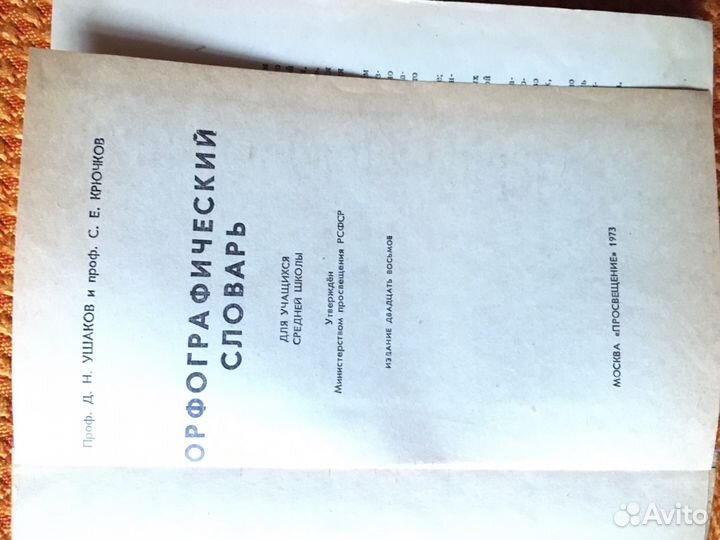 Проф. Д. Н. УШАКОВ и проф. С. Е. КРЮЧКОВ
ОРФОГРАФИЧЕСКИЙ
СЛОВАРЬ
ДЛЯ УЧАЩИХСЯ
СРЕДНЕЙ ШКОЛЫ
Утверждён
Министерством просвещения РСФСР
ИЗДАНИЕ ДВАДЦАТЬ ВОСЬМОЕ
МОСКВА «ПРОСВЕЩЕНИЕ» 1973
Avito